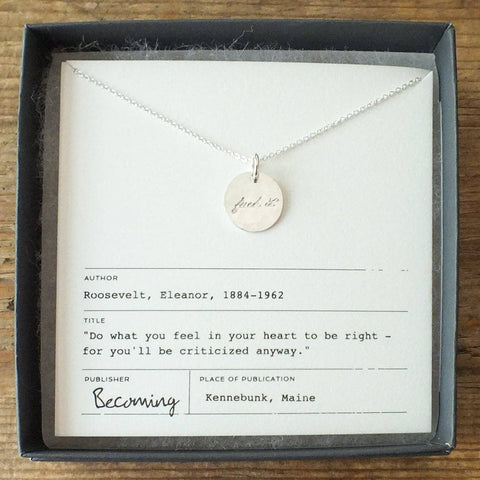 feel it.
AUTHOR
Roosevelt, Eleanor, 1884-1962
TITLE
"Do what you feel in your heart to be right –
for you'll be criticized anyway."
PUBLISHER
Becoming
PLACE OF PUBLICATION
Kennebunk, Maine